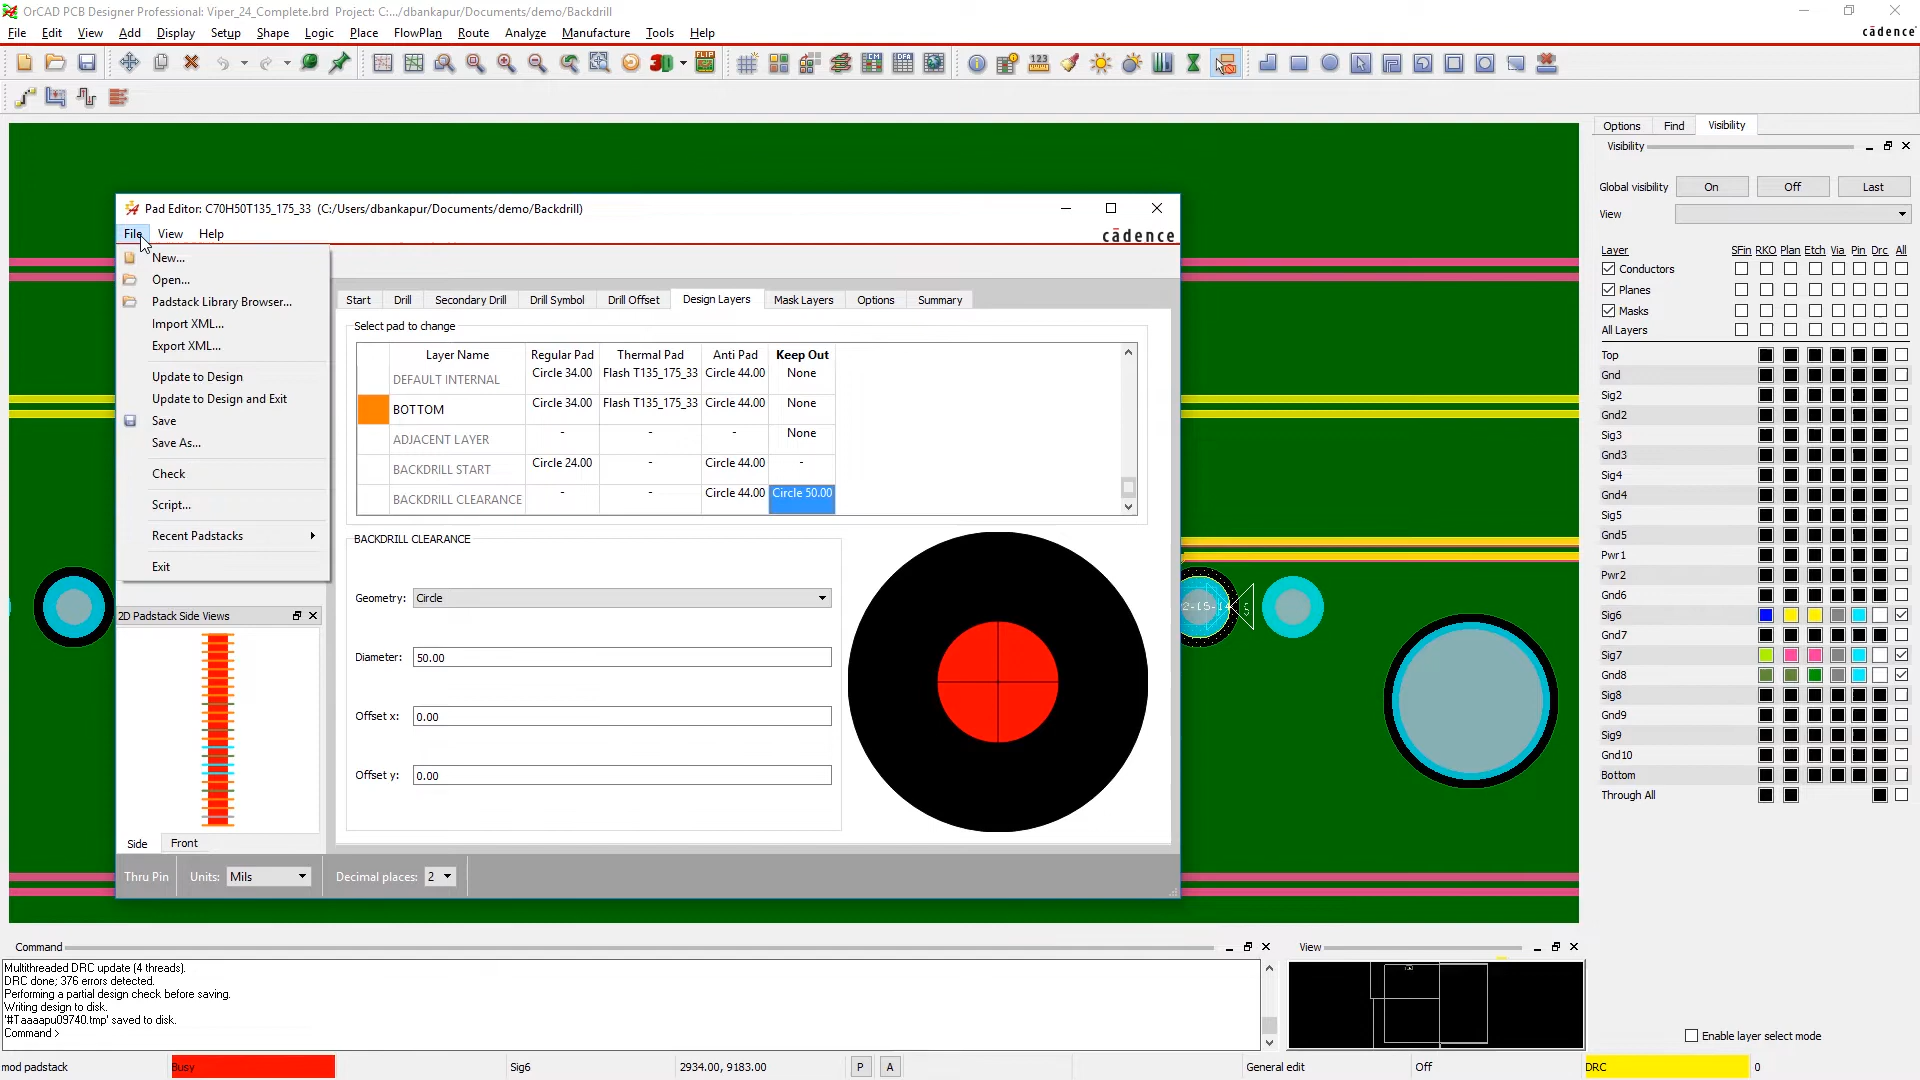 OrCAD PCB Designer Professional: Viper_24_Complete.brd  Project: C:.../dbankapur/Documents/demo/Backdrill
File Edit View Add Display Setup Shape Logic Place FlowPlan Route Analyze Manufacture Tools Help
cādence
Options Find Visibility
Visibility
Global visibility On Off Last
View
Layer SFin RKO Plan Etch Via Pin Drc All
Conductors
Planes
Masks
All Layers
Top
Gnd
Sig2
Gnd2
Sig3
Gnd3
Sig4
Gnd4
Sig5
Gnd5
Pwr1
Pwr2
Gnd6
Sig6
Gnd7
Sig7
Gnd8
Sig8
Gnd9
Sig9
Gnd10
Bottom
Through All
Enable layer select mode
Pad Editor: C70H50T135_175_33  (C:/Users/dbankapur/Documents/demo/Backdrill)
File View Help
cādence
New...
Open...
Padstack Library Browser...
Import XML...
Export XML...
Update to Design
Update to Design and Exit
Save
Save As...
Check
Script...
Recent Padstacks
Exit
2D Padstack Side Views
Side Front
Start Drill Secondary Drill Drill Symbol Drill Offset Design Layers Mask Layers Options Summary
Select pad to change
Layer Name Regular Pad Thermal Pad Anti Pad Keep Out
DEFAULT INTERNAL Circle 34.00 Flash T135_175_33 Circle 44.00 None
BOTTOM Circle 34.00 Flash T135_175_33 Circle 44.00 None
ADJACENT LAYER - - - None
BACKDRILL START Circle 24.00 - Circle 44.00 -
BACKDRILL CLEARANCE - - Circle 44.00 Circle 50.00
BACKDRILL CLEARANCE
Geometry: Circle
Diameter: 50.00
Offset x: 0.00
Offset y: 0.00
Thru Pin Units: Mils Decimal places: 2
Command
Multithreaded DRC update (4 threads).
DRC done; 376 errors detected.
Performing a partial design check before saving.
Writing design to disk.
'#Taaaapu09740.tmp' saved to disk.
Command >
View
mod padstack Busy Sig6 2934.00, 9183.00 P A General edit Off DRC 0